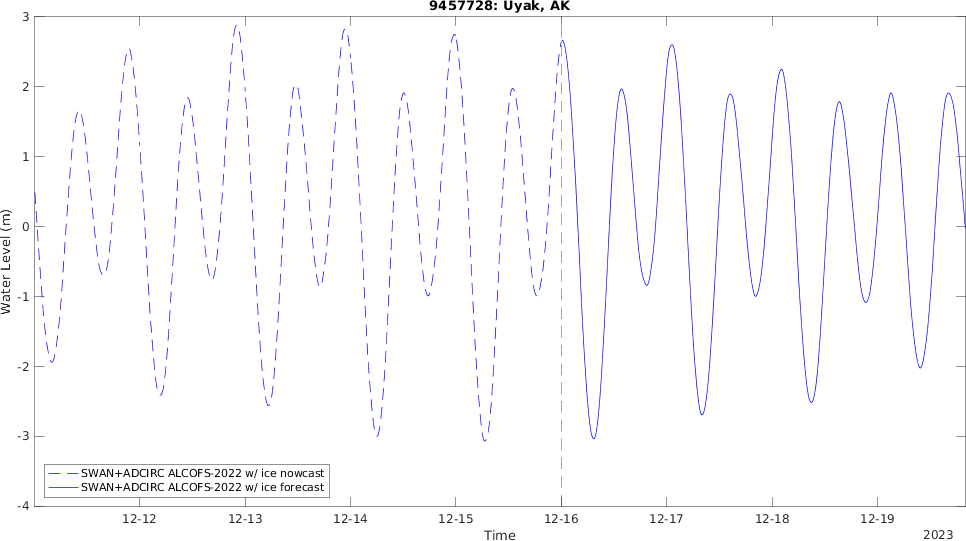 9457728: Uyak, AK
3
2
1
0
-1
-2
-3
-4
Water Level (m)
SWAN+ADCIRC ALCOFS-2022 w/ ice nowcast
SWAN+ADCIRC ALCOFS-2022 w/ ice forecast
12-12 12-13 12-14 12-15 12-16 12-17 12-18 12-19
Time
2023